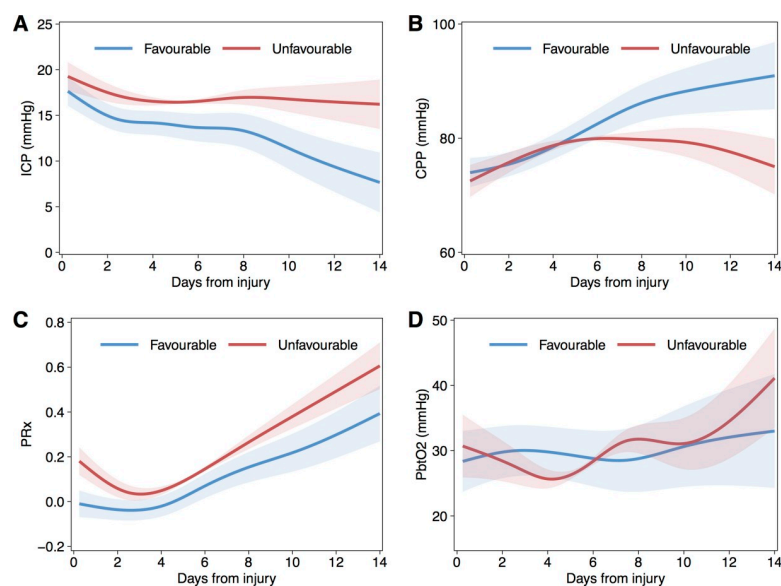 A
Favourable Unfavourable
ICP (mmHg)
25
20
15
10
5
0
0 2 4 6 8 10 12 14
Days from injury
B
Favourable Unfavourable
CPP (mmHg)
100
80
60
0 2 4 6 8 10 12 14
Days from injury
C
Favourable Unfavourable
PRx
0.8
0.6
0.4
0.2
0.0
−0.2
0 2 4 6 8 10 12 14
Days from injury
D
Favourable Unfavourable
PbtO2 (mmHg)
50
40
30
20
0 2 4 6 8 10 12 14
Days from injury